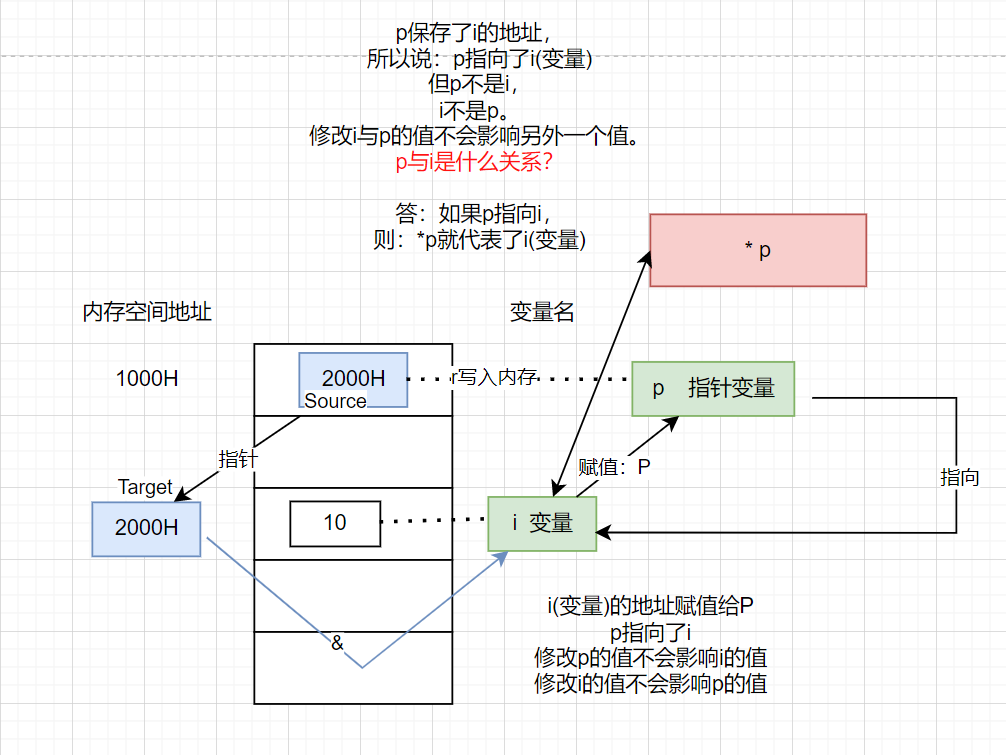 p保存了i的地址，
所以说：p指向了i(变量)
但p不是i，
i不是p。
修改i与p的值不会影响另外一个值。
p与i是什么关系？
答：如果p指向i，
则：*p就代表了i(变量)
* p
内存空间地址
变量名
1000H
2000H
Source
r写入内存
p 指针变量
指针
赋值：P
指向
Target
2000H
10
i 变量
&
i(变量)的地址赋值给P
p指向了i
修改p的值不会影响i的值
修改i的值不会影响p的值